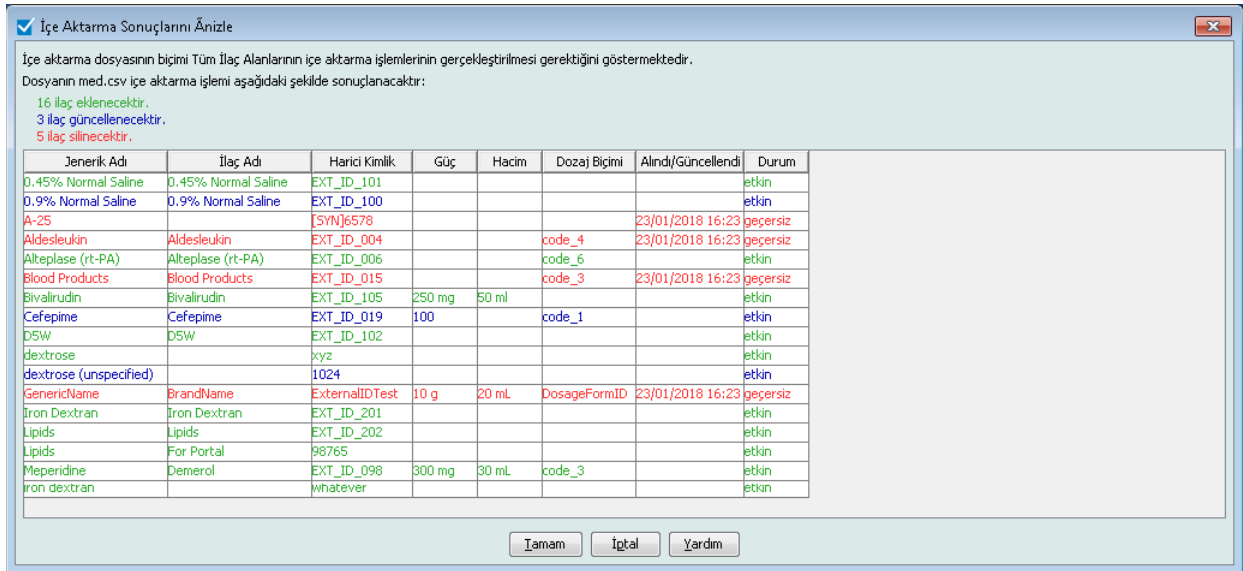 İçe Aktarma Sonuçlarını Ãnizle
İçe aktarma dosyasının biçimi Tüm İlaç Alanlarının içe aktarma işlemlerinin gerçekleştirilmesi gerektiğini göstermektedir.
Dosyanın med.csv içe aktarma işlemi aşağıdaki şekilde sonuçlanacaktır:
16 ilaç eklenecektir.
3 ilaç güncellenecektir.
5 ilaç silinecektir.
Jenerik Adı İlaç Adı Harici Kimlik Güç Hacim Dozaj Biçimi Alındı/Güncellendi Durum
0.45% Normal Saline 0.45% Normal Saline EXT_ID_101 etkin
0.9% Normal Saline 0.9% Normal Saline EXT_ID_100 etkin
A-25 [SYN]6578 23/01/2018 16:23 geçersiz
Aldesleukin Aldesleukin EXT_ID_004 code_4 23/01/2018 16:23 geçersiz
Alteplase (rt-PA) Alteplase (rt-PA) EXT_ID_006 code_6 etkin
Blood Products Blood Products EXT_ID_015 code_3 23/01/2018 16:23 geçersiz
Bivalirudin Bivalirudin EXT_ID_105 250 mg 50 ml etkin
Cefepime Cefepime EXT_ID_019 100 code_1 etkin
D5W D5W EXT_ID_102 etkin
dextrose xyz etkin
dextrose (unspecified) 1024 etkin
GenericName BrandName ExternalIDTest 10 g 20 mL DosageFormID 23/01/2018 16:23 geçersiz
Iron Dextran Iron Dextran EXT_ID_201 etkin
Lipids Lipids EXT_ID_202 etkin
Lipids For Portal 98765 etkin
Meperidine Demerol EXT_ID_098 300 mg 30 mL code_3 etkin
iron dextran whatever etkin
Tamam İptal Yardım